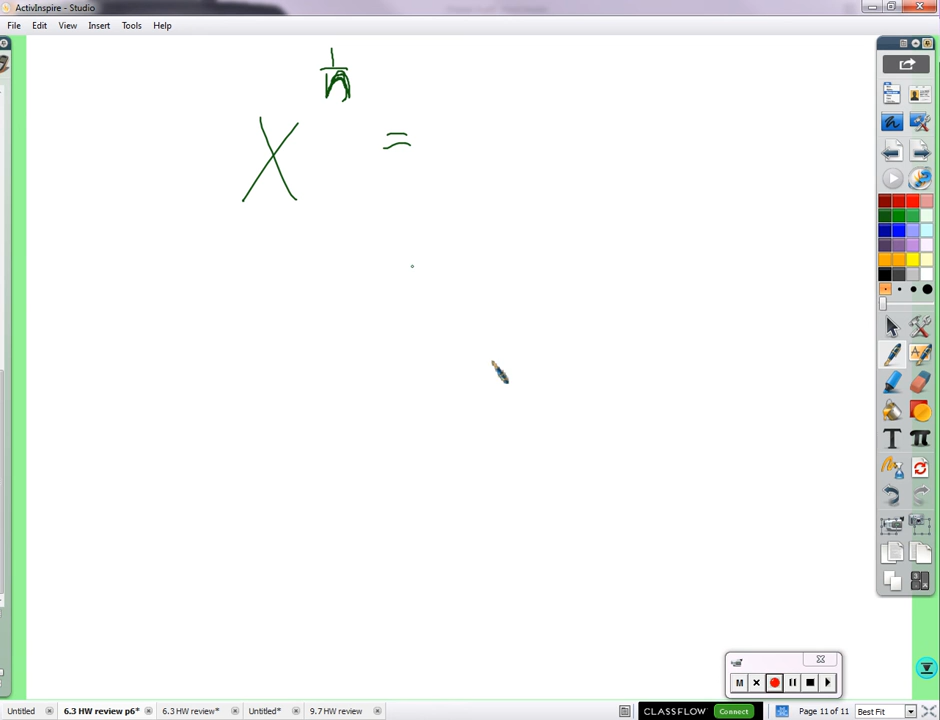 ActivInspire - Studio
File Edit View Insert Tools Help
X^(1/n) =
M
Untitled 6.3 HW review p6* 6.3 HW review* Untitled* 9.7 HW review CLASSFLOW Connect Page 11 of 11 Best Fit